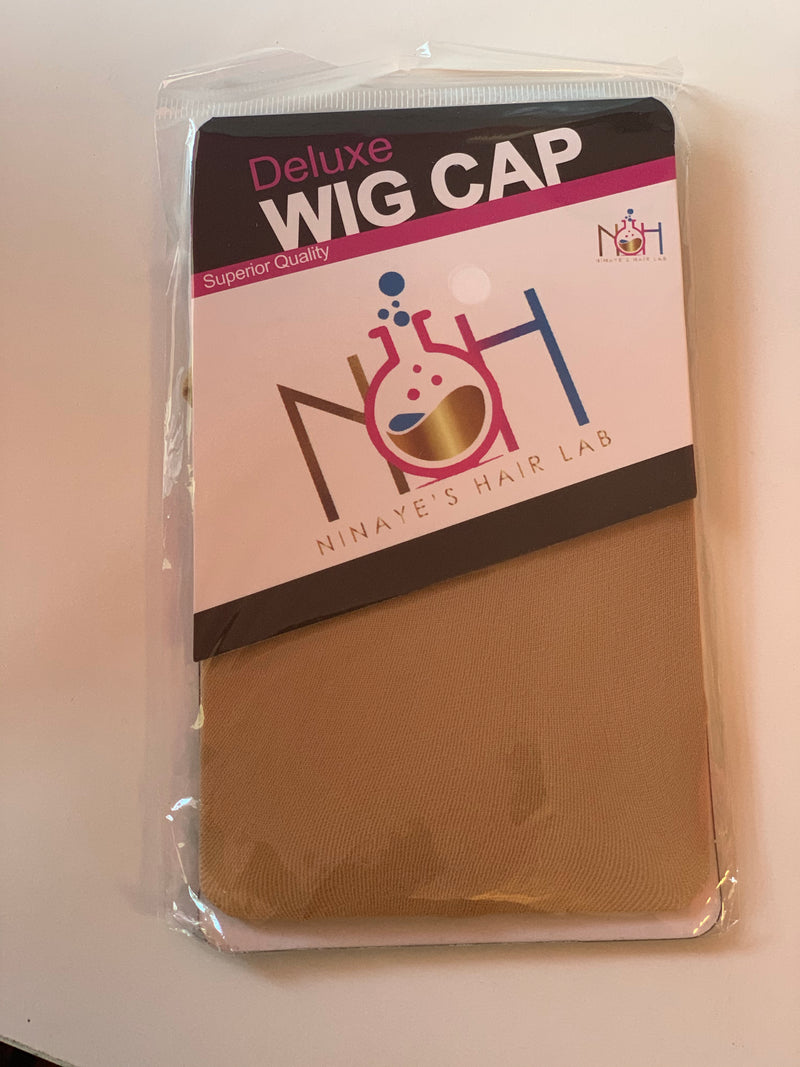 Deluxe
WIG CAP
Superior Quality
NH
NINAYE'S HAIR LAB
NH
NINAYE'S HAIR LAB